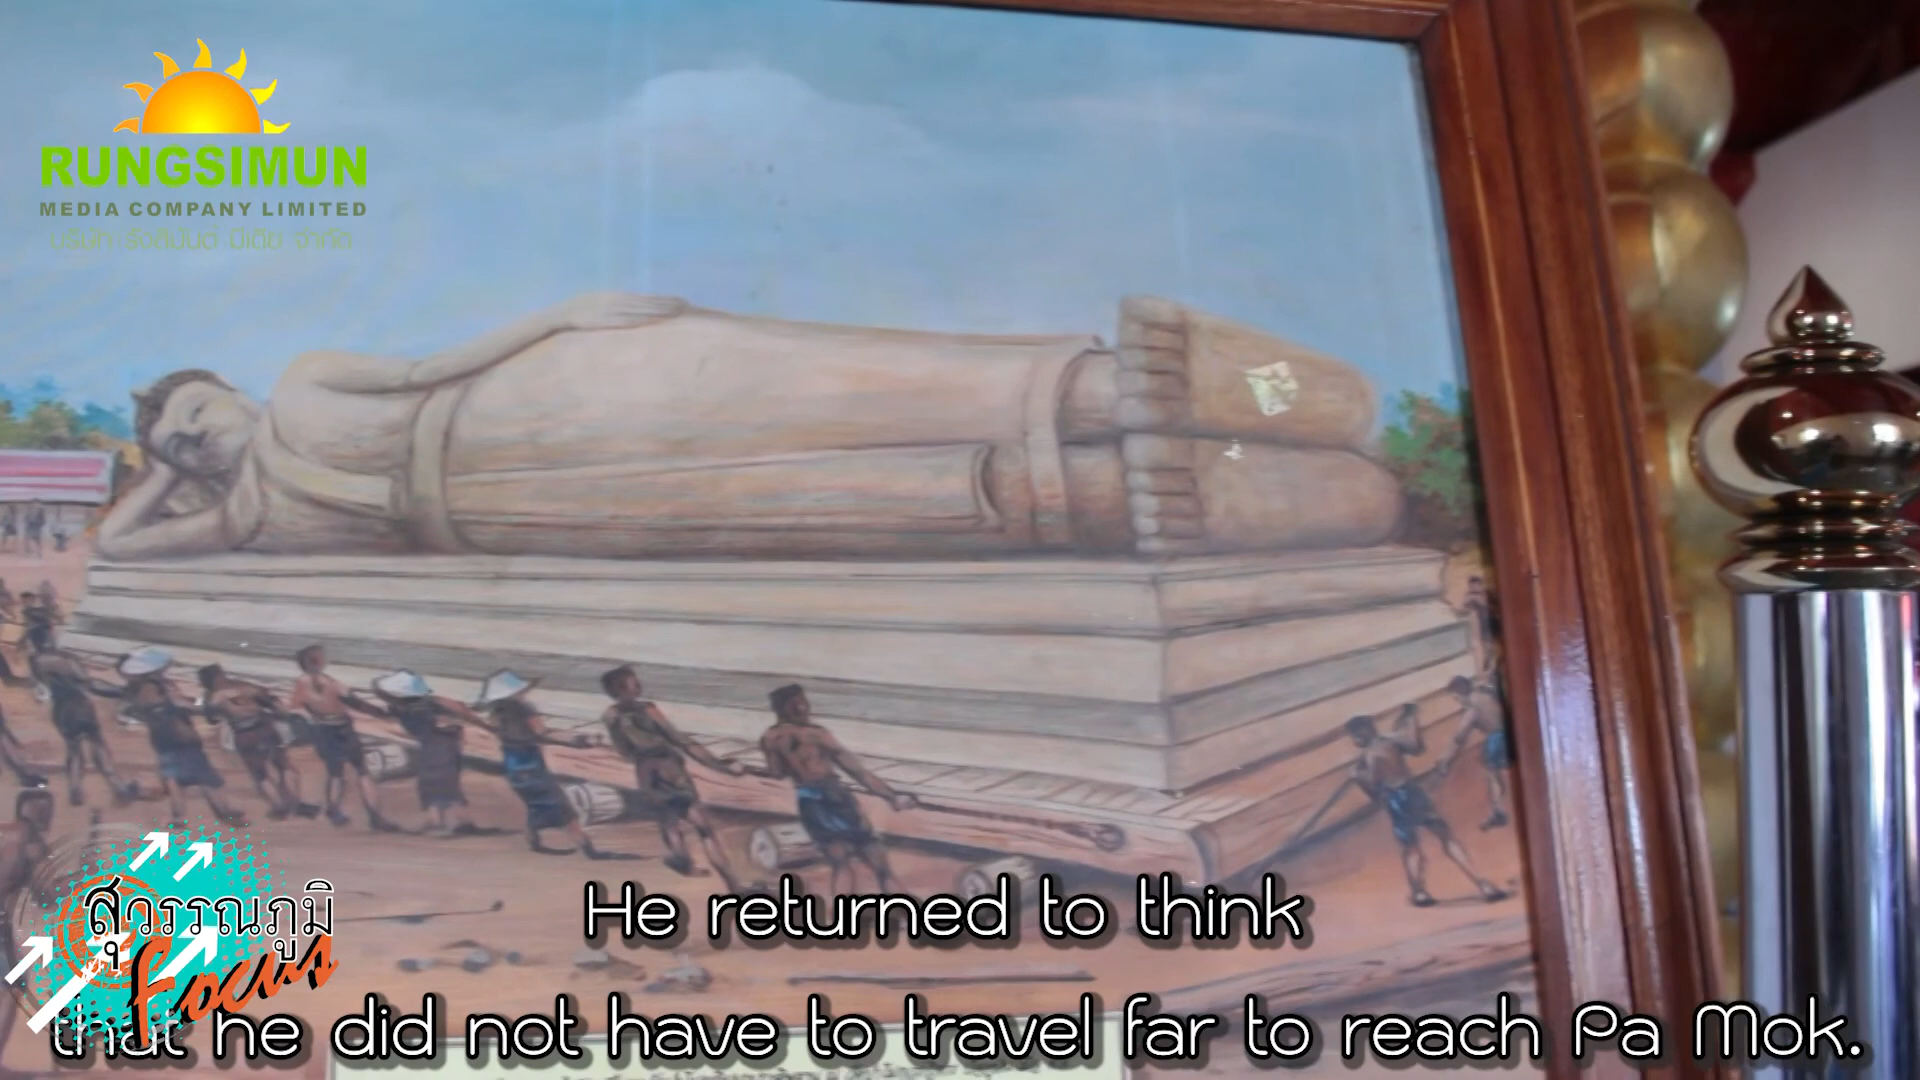 RUNGSIMUN
MEDIA COMPANY LIMITED
บริษัท รังสิมันต์ มีเดีย จำกัด
สุวรรณภูมิ
focus
He returned to think
that he did not have to travel far to reach Pa Mok.